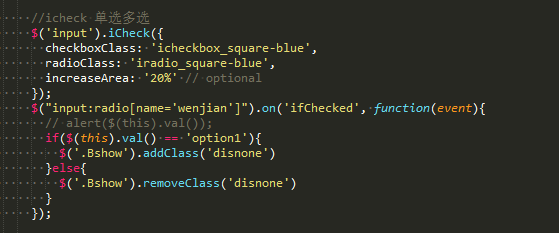 //icheck 单选多选
$('input').iCheck({
  checkboxClass: 'icheckbox_square-blue',
  radioClass: 'iradio_square-blue',
  increaseArea: '20%' // optional
});
$("input:radio[name='wenjian']").on('ifChecked', function(event){
  // alert($(this).val());
  if($(this).val() == 'option1'){
    $('.Bshow').addClass('disnone')
  }else{
    $('.Bshow').removeClass('disnone')
  }
});